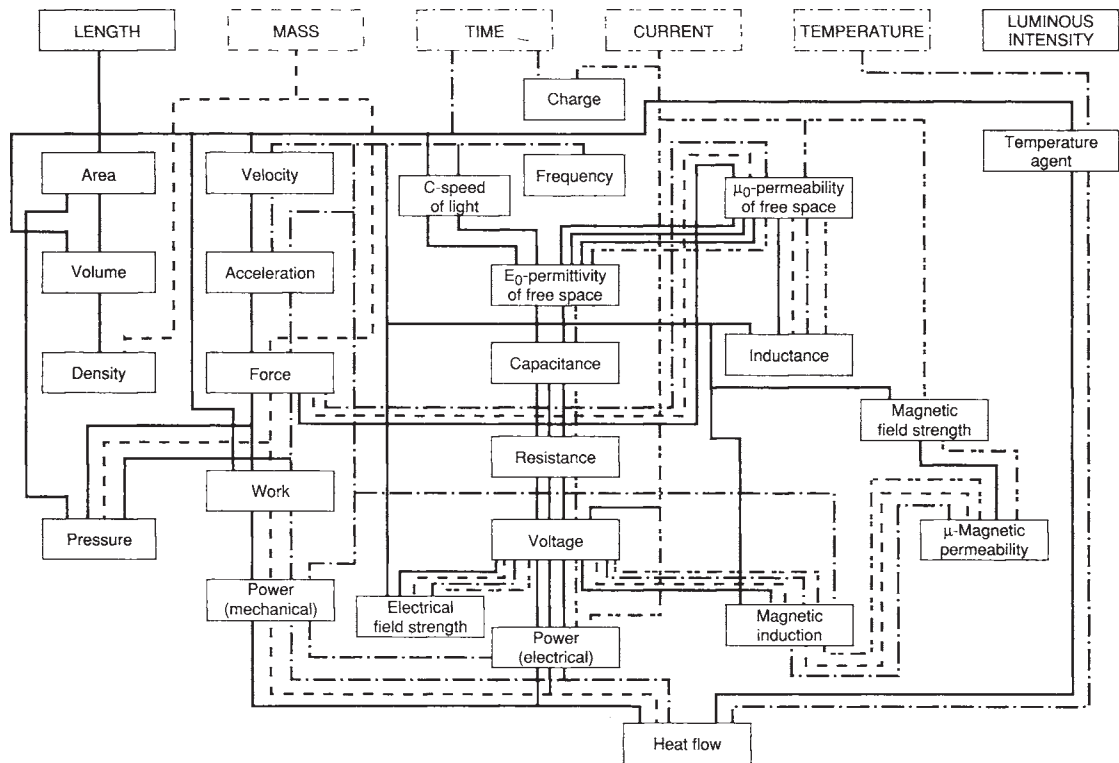 LENGTH
MASS
TIME
CURRENT
TEMPERATURE
LUMINOUS
INTENSITY
Charge
Area
Velocity
C-speed
of light
Frequency
μ0-permeability
of free space
Temperature
agent
Volume
Acceleration
E0-permittivity
of free space
Density
Force
Capacitance
Inductance
Magnetic
field strength
Work
Resistance
Pressure
Voltage
μ-Magnetic
permeability
Power
(mechanical)
Electrical
field strength
Power
(electrical)
Magnetic
induction
Heat flow